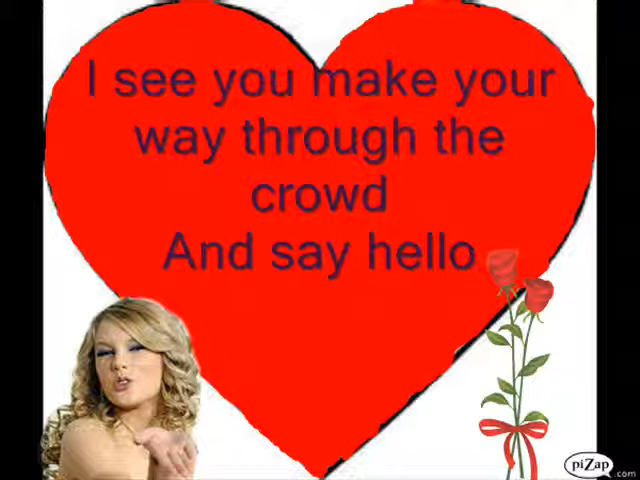 I see you make your
way through the
crowd
And say hello
piZap
.com